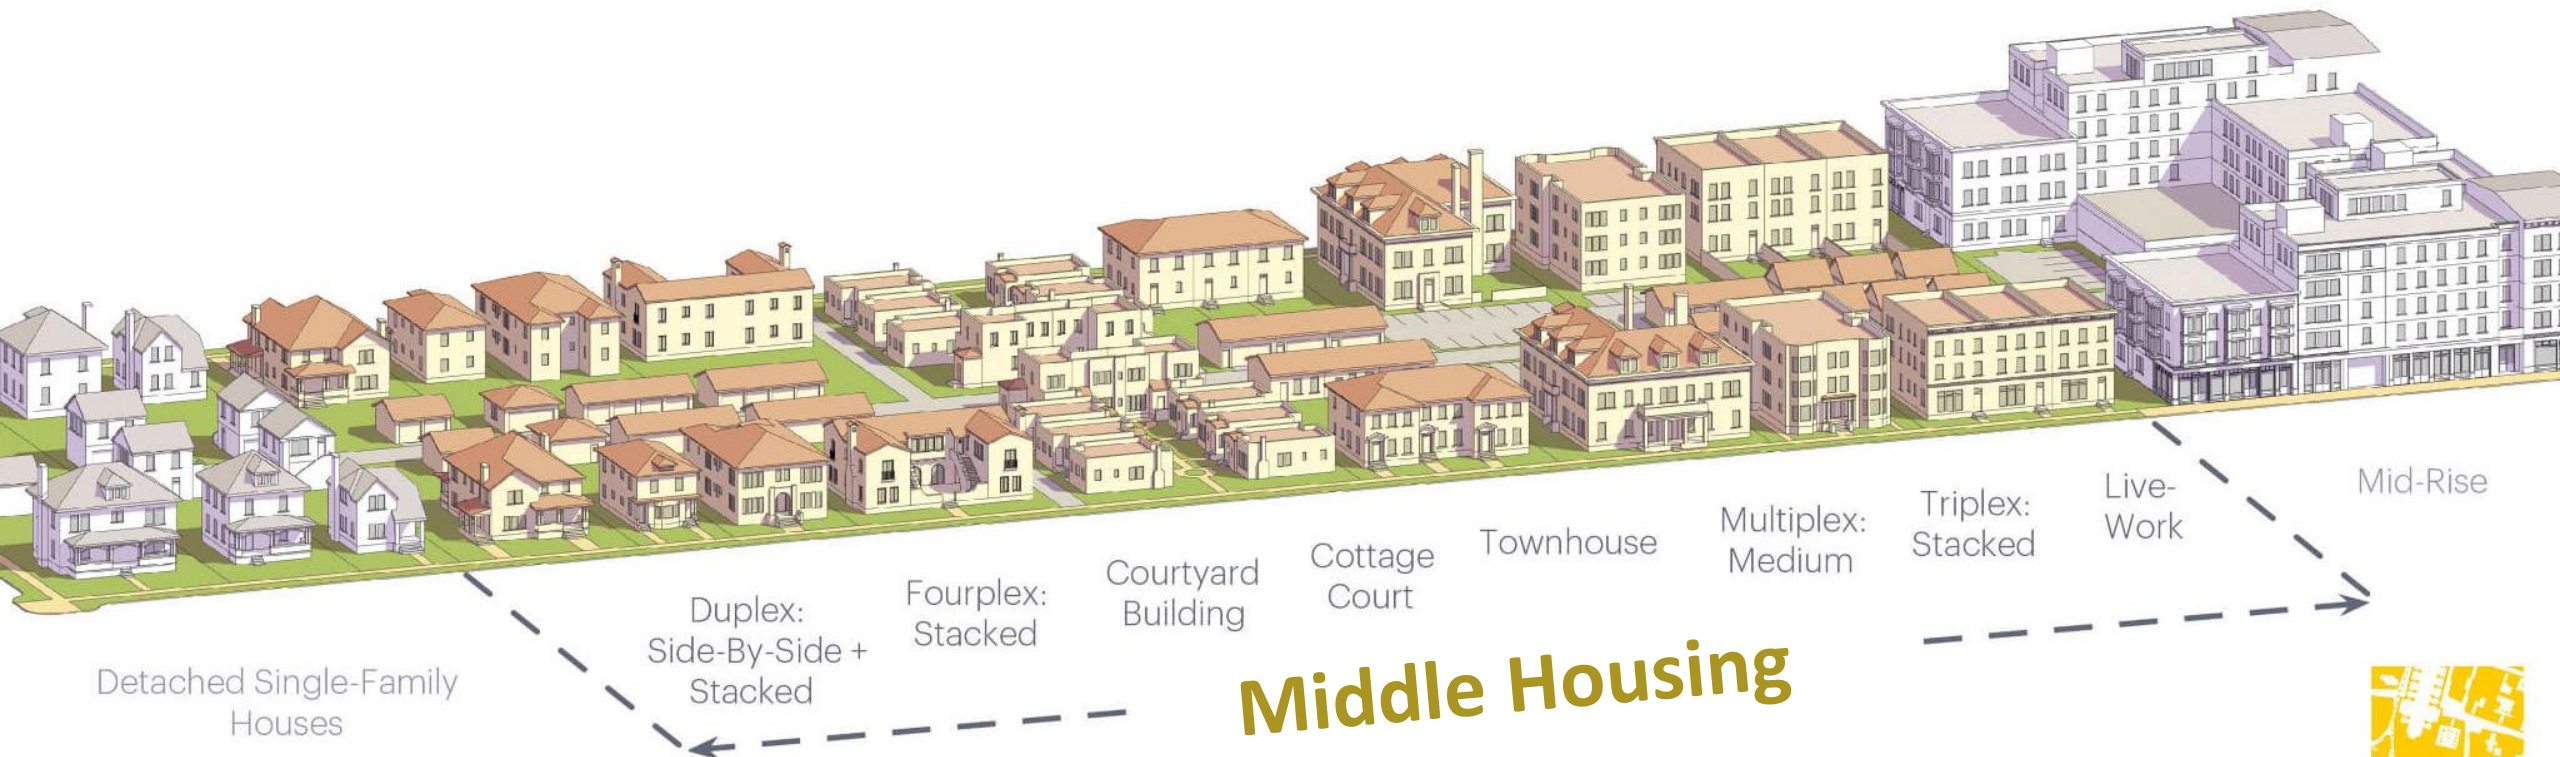 Detached Single-Family
Houses
Duplex:
Side-By-Side +
Stacked
Fourplex:
Stacked
Courtyard
Building
Cottage
Court
Townhouse
Multiplex:
Medium
Triplex:
Stacked
Live-
Work
Mid-Rise
Middle Housing